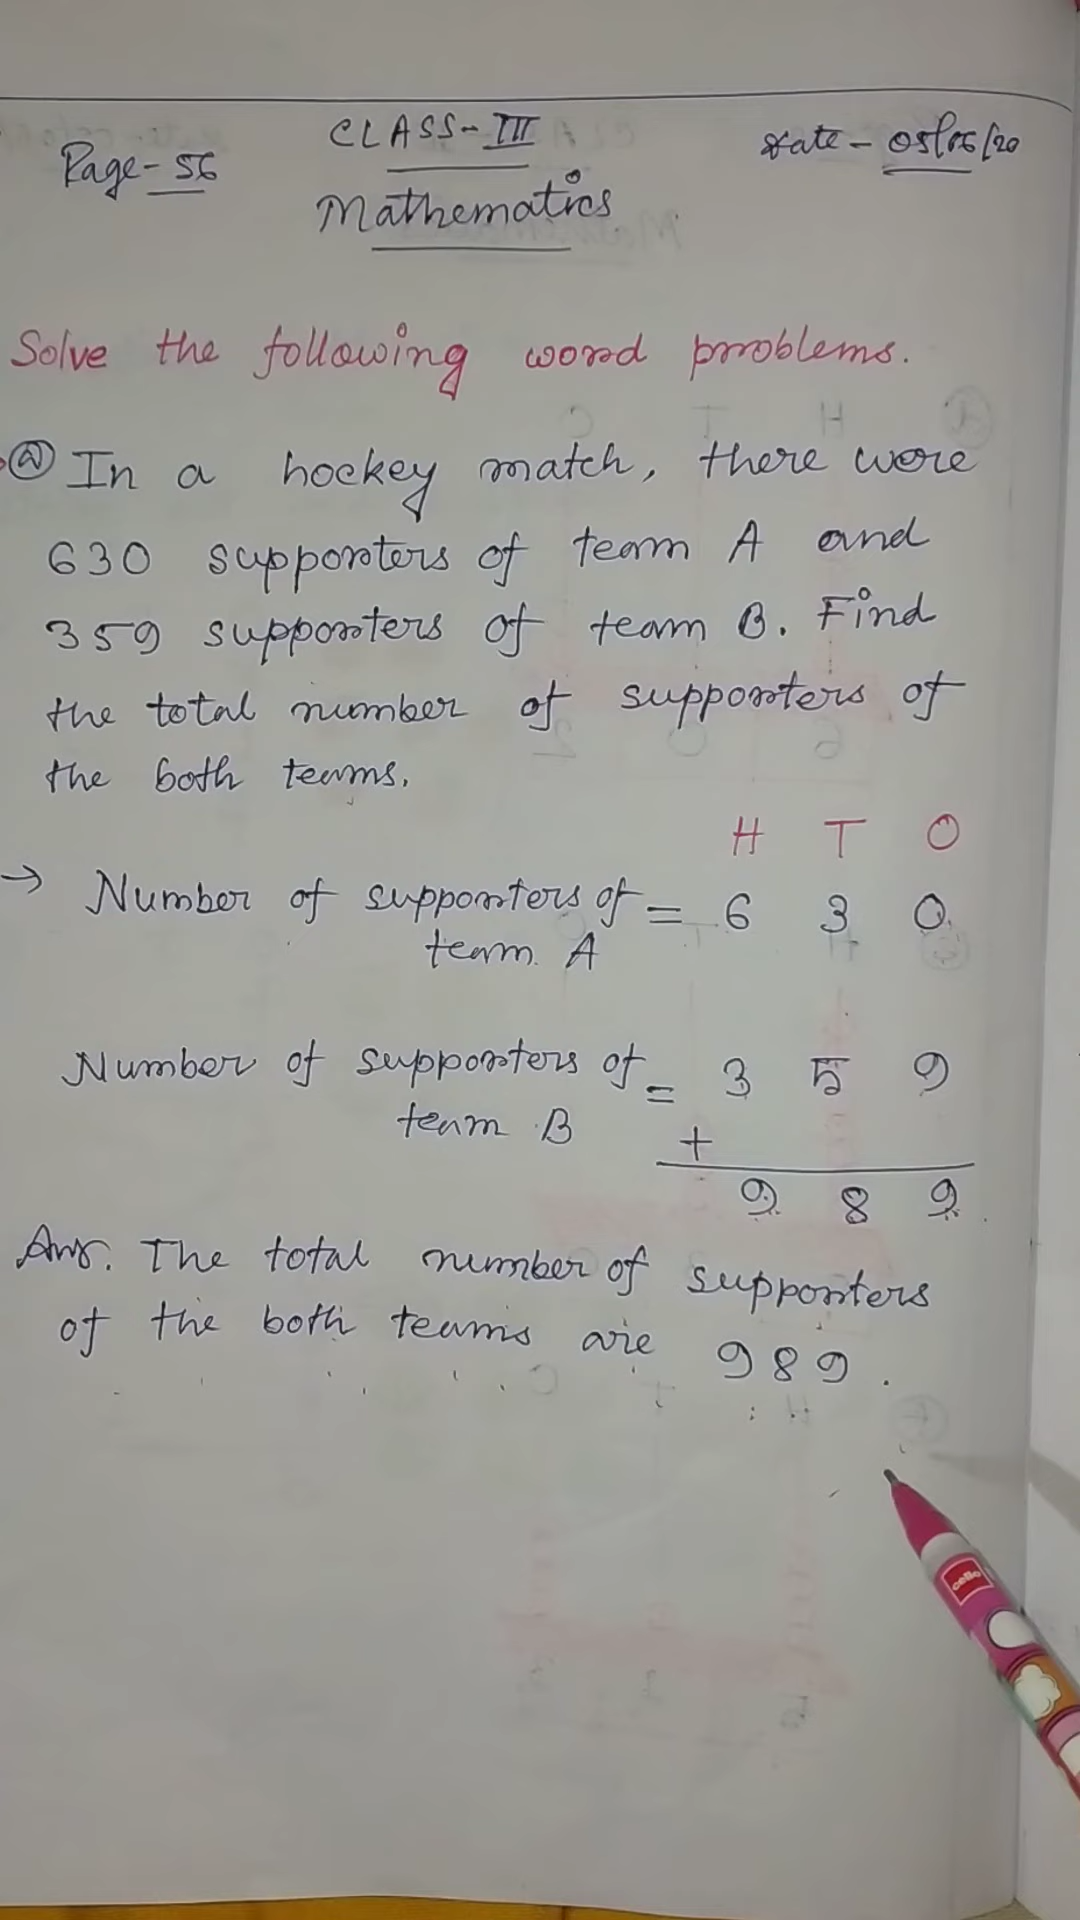 CLASS-III
Page-56
Date - 05/06/20
Mathematics
Solve the following word problems.
a In a hockey match, there were
630 supporters of team A and
359 supporters of team B. Find
the total number of supporters of
the both teams.
H T O
→ Number of supporters of = 6 3 0
team A
Number of supporters of = 3 5 9
team B +
9 8 9
Ans. The total number of supporters
of the both teams are 989.
cello